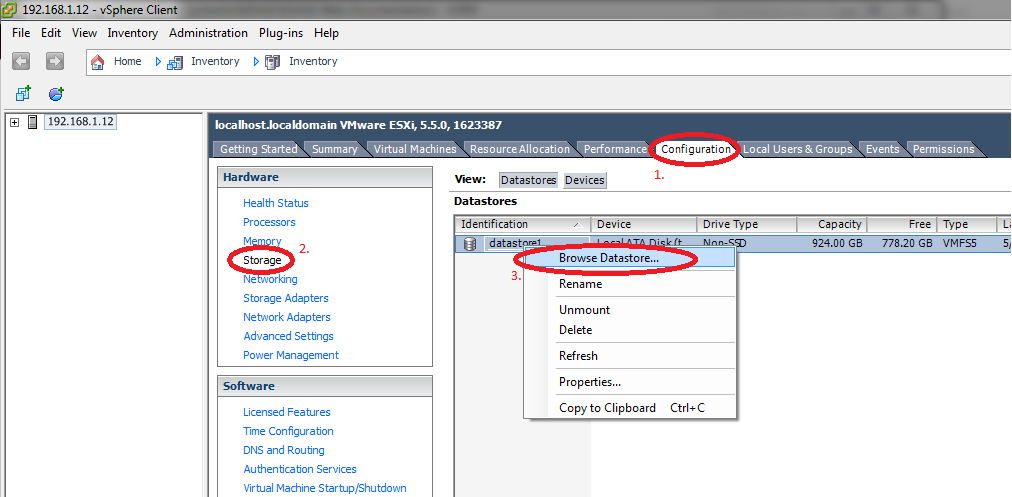 192.168.1.12 - vSphere Client
File Edit View Inventory Administration Plug-ins Help
Home Inventory Inventory
192.168.1.12
localhost.localdomain VMware ESXi, 5.5.0, 1623387
Getting Started Summary Virtual Machines Resource Allocation Performance Configuration Local Users & Groups Events Permissions
1.
Hardware
Health Status
Processors
Memory
2.
Storage
Networking
Storage Adapters
Network Adapters
Advanced Settings
Power Management
Software
Licensed Features
Time Configuration
DNS and Routing
Authentication Services
Virtual Machine Startup/Shutdown
View: Datastores Devices
Datastores
Identification Device Drive Type Capacity Free Type
datastore1 Local ATA Disk (t Non-SSD 924.00 GB 778.20 GB VMFS5 5/
3.
Browse Datastore...
Rename
Unmount
Delete
Refresh
Properties...
Copy to Clipboard Ctrl+C